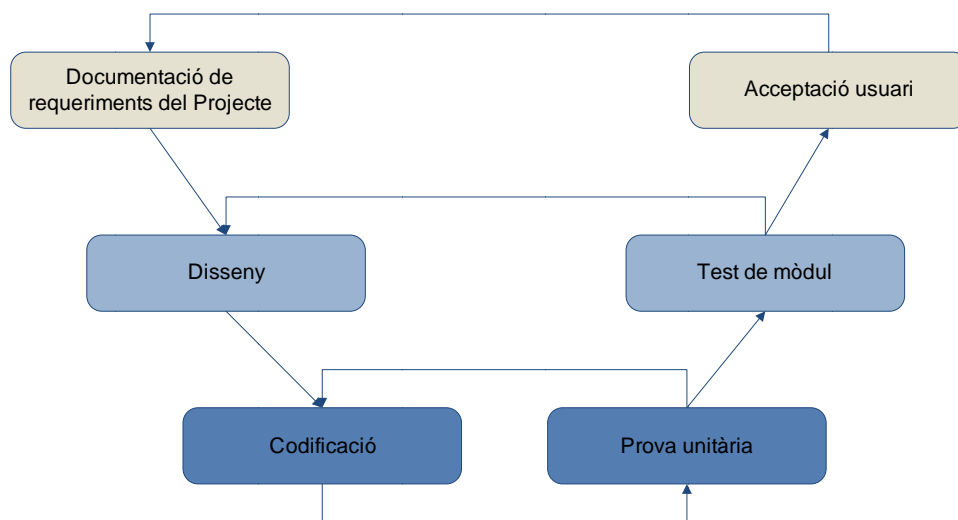 Documentació de
requeriments del Projecte
Acceptació usuari
Disseny
Test de mòdul
Codificació
Prova unitària